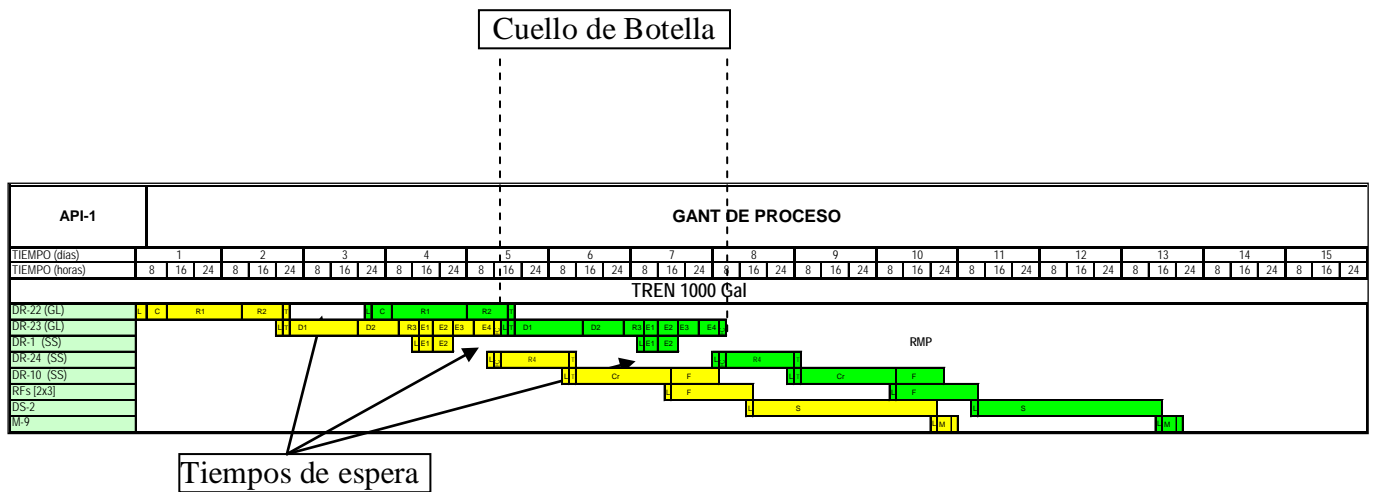 Cuello de Botella
API-1 GANT DE PROCESO
TIEMPO (días) 1 2 3 4 5 6 7 8 9 10 11 12 13 14 15
TIEMPO (horas) 8 16 24 8 16 24 8 16 24 8 16 24 8 16 24 8 16 24 8 16 24 8 16 24 8 16 24 8 16 24 8 16 24 8 16 24 8 16 24 8 16 24 8 16 24
TREN 1000 Gal
DR-22 (GL) L C R1 R2 T L C R1 R2 T
DR-23 (GL) L T D1 D2 R3 E1 E2 E3 E4 L T D1 D2 R3 E1 E2 E3 E4
DR-1 (SS) L E1 E2 L E1 E2 RMP
DR-24 (SS) L R4 T L R4 T
DR-10 (SS) L T Cr F L T Cr F
RFs [2x3] L F L F
DS-2 L S L S
M-9 L M L M
Tiempos de espera